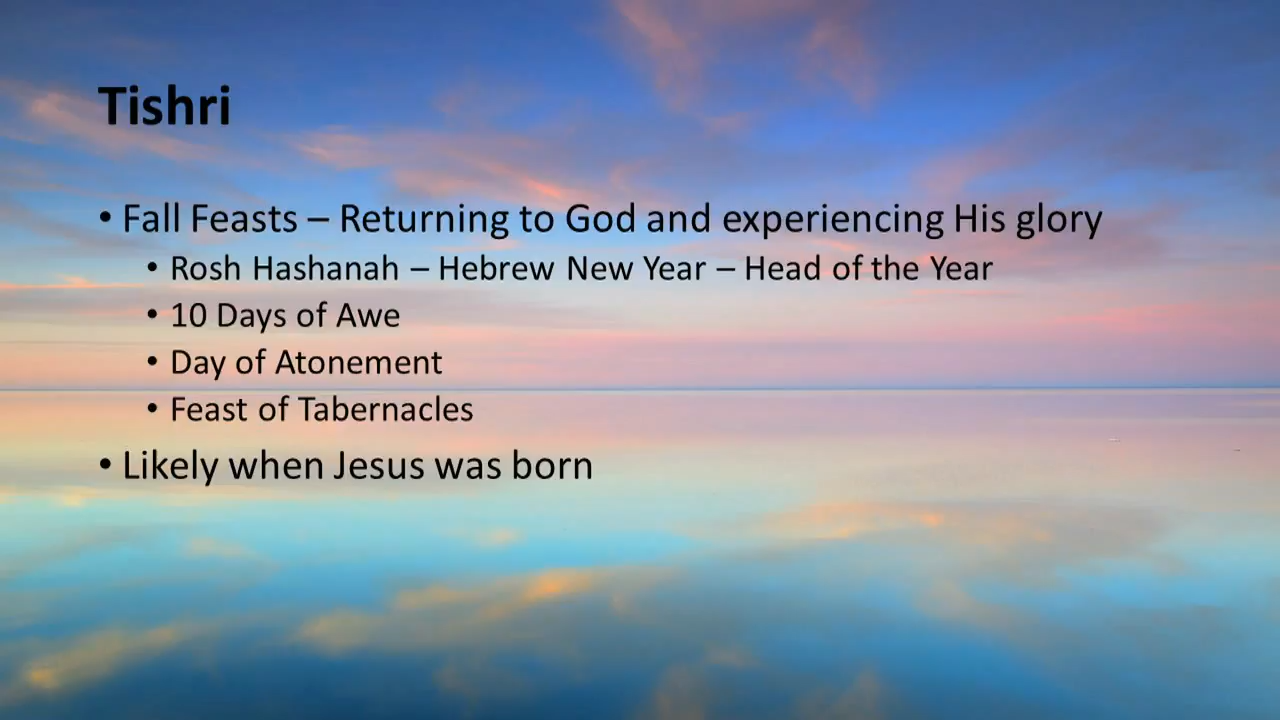 Tishri
• Fall Feasts – Returning to God and experiencing His glory
• Rosh Hashanah – Hebrew New Year – Head of the Year
• 10 Days of Awe
• Day of Atonement
• Feast of Tabernacles
• Likely when Jesus was born